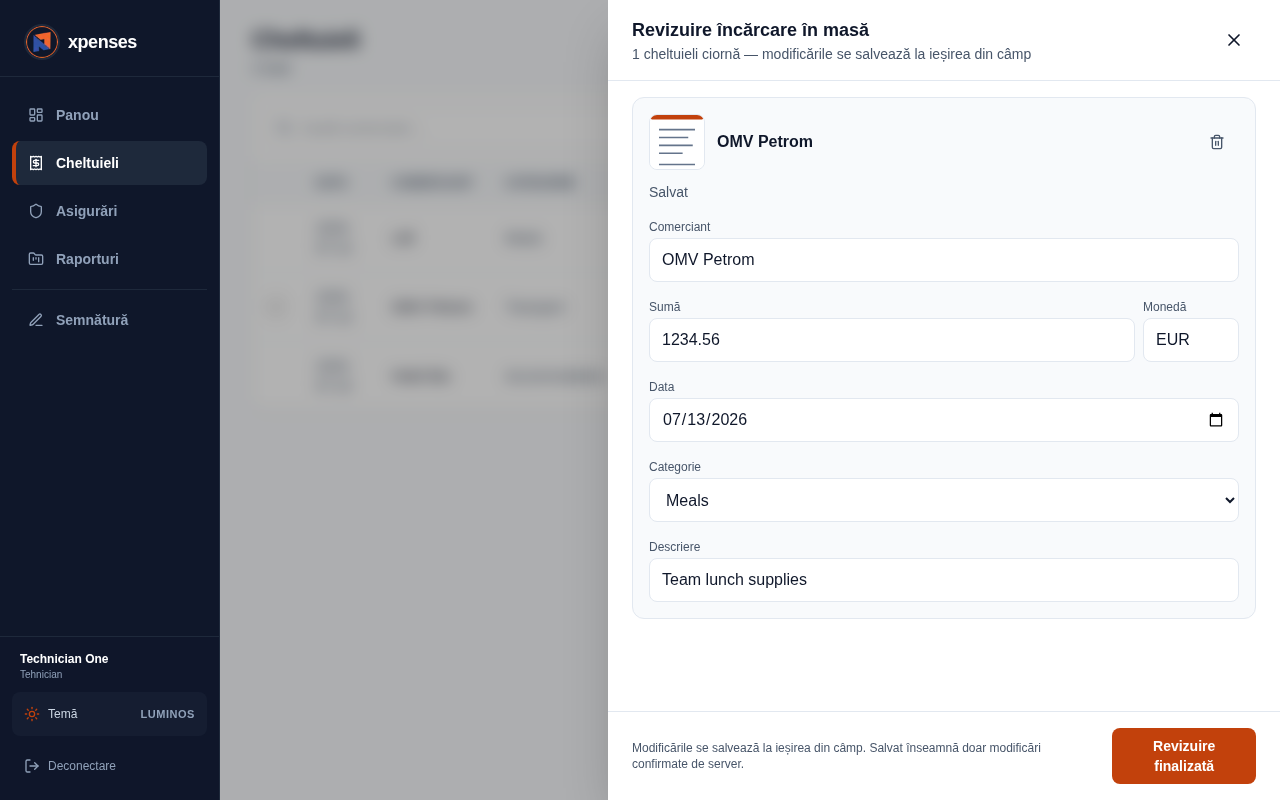 xpenses
Panou
Cheltuieli
Asigurări
Raporturi
Semnătură
Technician One
Tehnician
Temă
LUMINOS
Deconectare
Revizuire încărcare în masă
1 cheltuieli ciornă — modificările se salvează la ieșirea din câmp
OMV Petrom
Salvat
Comerciant
OMV Petrom
Sumă
Monedă
1234.56
EUR
Data
07/13/2026
Categorie
Meals
Descriere
Team lunch supplies
Modificările se salvează la ieșirea din câmp. Salvat înseamnă doar modificări
confirmate de server.
Revizuire
finalizată